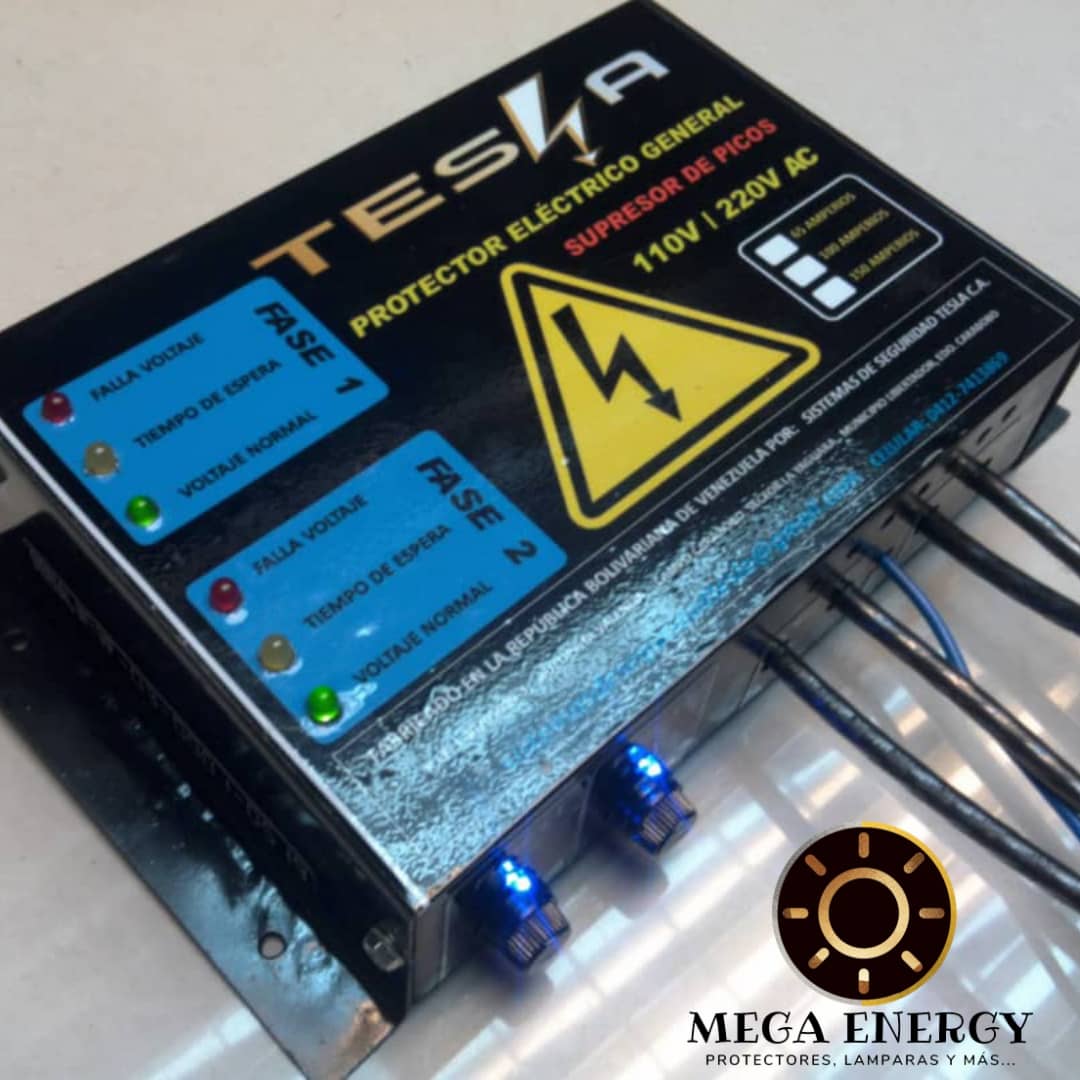 TESLA
PROTECTOR ELÉCTRICO GENERAL
SUPRESOR DE PICOS
110V | 220V AC
65 AMPERIOS
100 AMPERIOS
150 AMPERIOS
FASE 1
FALLA VOLTAJE
TIEMPO DE ESPERA
VOLTAJE NORMAL
FASE 2
FALLA VOLTAJE
TIEMPO DE ESPERA
VOLTAJE NORMAL
FABRICADO EN LA REPÚBLICA BOLIVARIANA DE VENEZUELA POR: SISTEMAS DE SEGURIDAD TESLA C.A.
MUNICIPIO LIBERTADOR, EDO. CARABOBO
CELULAR: 0412-7413869
MEGA ENERGY
PROTECTORES, LAMPARAS Y MÁS...